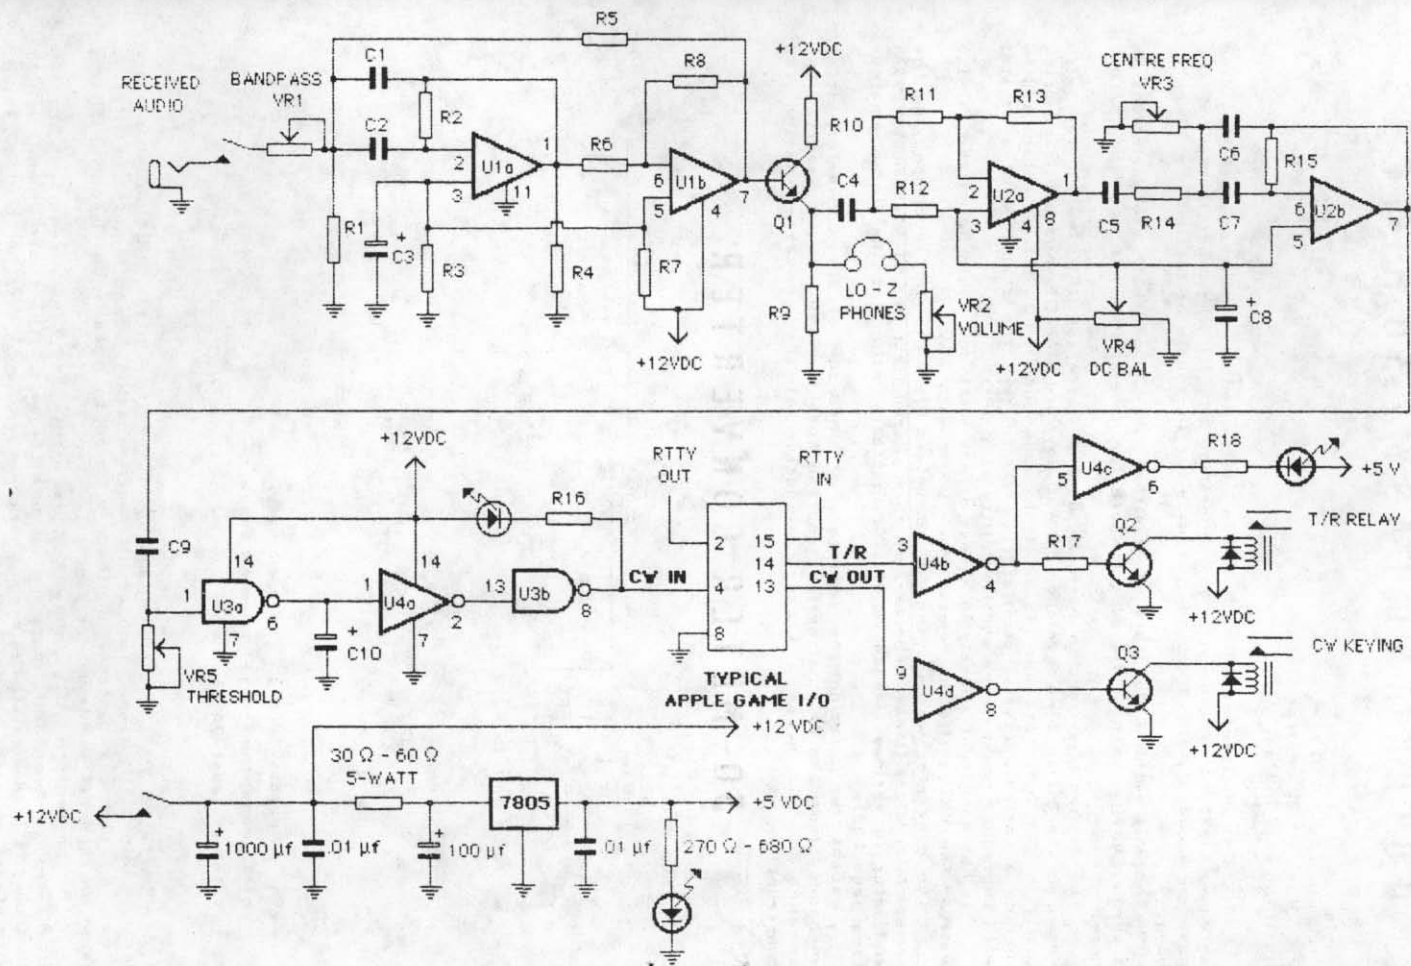 R5
+12VDC
C1
R8
CENTRE FREQ
VR3
RECEIVED
AUDIO
BANDPASS
VR1
R2
R11
R13
R10
C2
R6
C6
R15
2
U1a
1
6
U1b
7
C4
R12
2
U2a
1
C5
R14
C7
6
U2b
7
3
11
5
4
Q1
3
4
8
5
R1
+
C3
R3
R4
R7
R9
LO-Z
PHONES
VR2
VOLUME
+
C8
+12VDC
+12VDC
VR4
DC BAL
+12VDC
RTTY
OUT
RTTY
IN
U4c
R18
+5 V
5
6
R16
C9
14
14
2
15
T/R
14
3
U4b
4
R17
Q2
T/R RELAY
1
U3a
6
1
U4a
2
13
U3b
8
CW IN
4
CW OUT
13
+12VDC
7
+
C10
7
8
CW KEYING
VR5
THRESHOLD
TYPICAL
APPLE GAME I/O
9
U4d
8
Q3
+12VDC
+12 VDC
30 Ω - 60 Ω
5-WATT
+12VDC
7805
+5 VDC
+
1000 µf
.01 µf
+
100 µf
.01 µf
270 Ω - 680 Ω